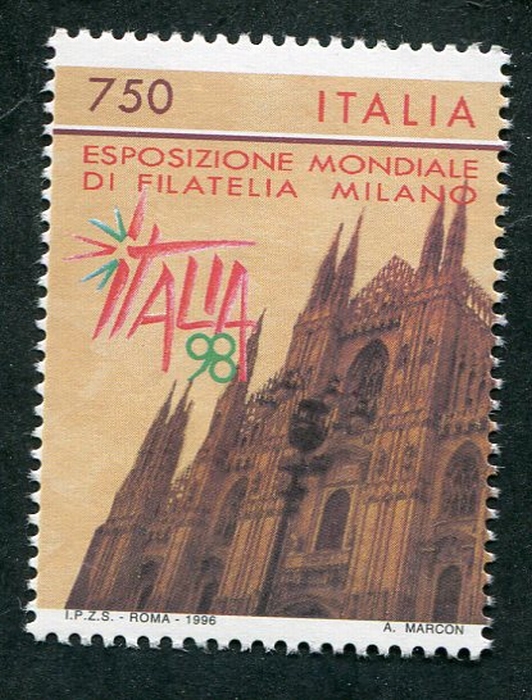 750 ITALIA
ESPOSIZIONE MONDIALE
DI FILATELIA MILANO
ITALIA
98
I.P.Z.S. - ROMA - 1996 A. MARCON